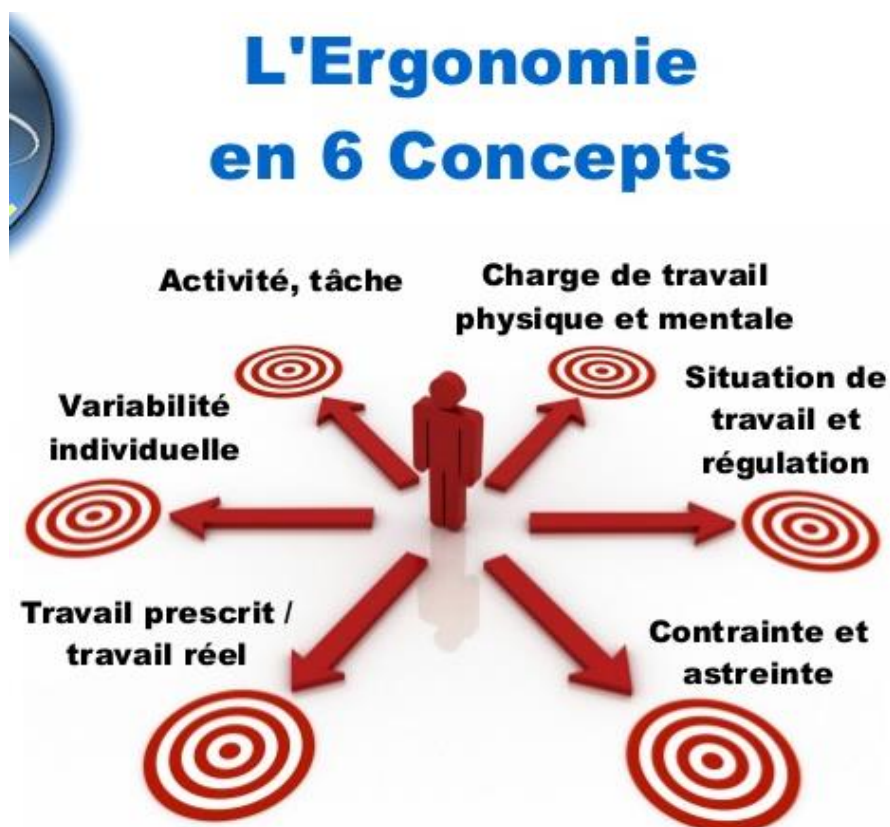 L'Ergonomie
en 6 Concepts
Activité, tâche
Charge de travail
physique et mentale
Variabilité
individuelle
Situation de
travail et
régulation
Travail prescrit /
travail réel
Contrainte et
astreinte